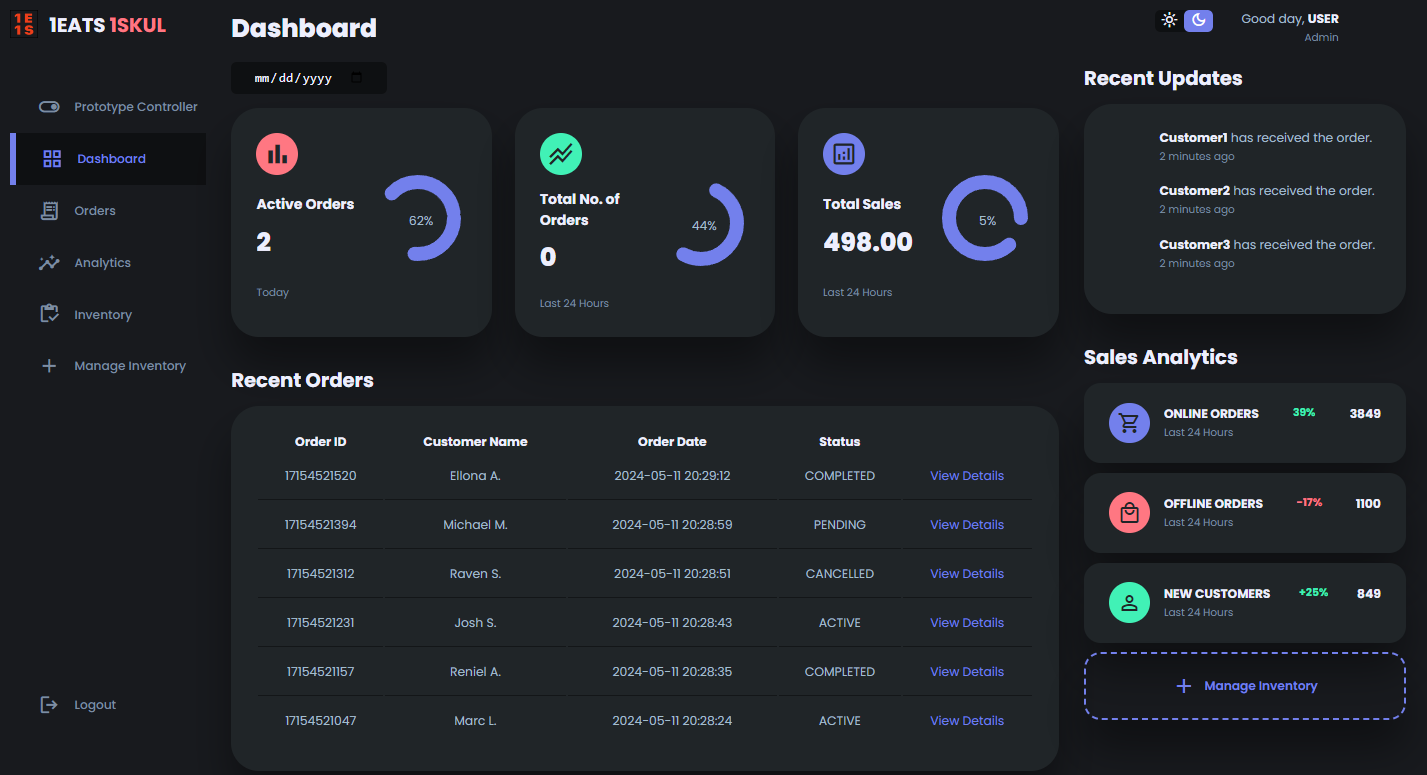 1E
1S
1EATS 1SKUL
Prototype Controller
Dashboard
Orders
Analytics
Inventory
Manage Inventory
Logout
Dashboard
mm/dd/yyyy
Active Orders
2
62%
Today
Total No. of
Orders
0
44%
Last 24 Hours
Total Sales
498.00
5%
Last 24 Hours
Recent Orders
Order ID Customer Name Order Date Status
17154521520 Ellona A. 2024-05-11 20:29:12 COMPLETED View Details
17154521394 Michael M. 2024-05-11 20:28:59 PENDING View Details
17154521312 Raven S. 2024-05-11 20:28:51 CANCELLED View Details
17154521231 Josh S. 2024-05-11 20:28:43 ACTIVE View Details
17154521157 Reniel A. 2024-05-11 20:28:35 COMPLETED View Details
17154521047 Marc L. 2024-05-11 20:28:24 ACTIVE View Details
Good day, USER
Admin
Recent Updates
Customer1 has received the order.
2 minutes ago
Customer2 has received the order.
2 minutes ago
Customer3 has received the order.
2 minutes ago
Sales Analytics
ONLINE ORDERS 39% 3849
Last 24 Hours
OFFLINE ORDERS -17% 1100
Last 24 Hours
NEW CUSTOMERS +25% 849
Last 24 Hours
Manage Inventory